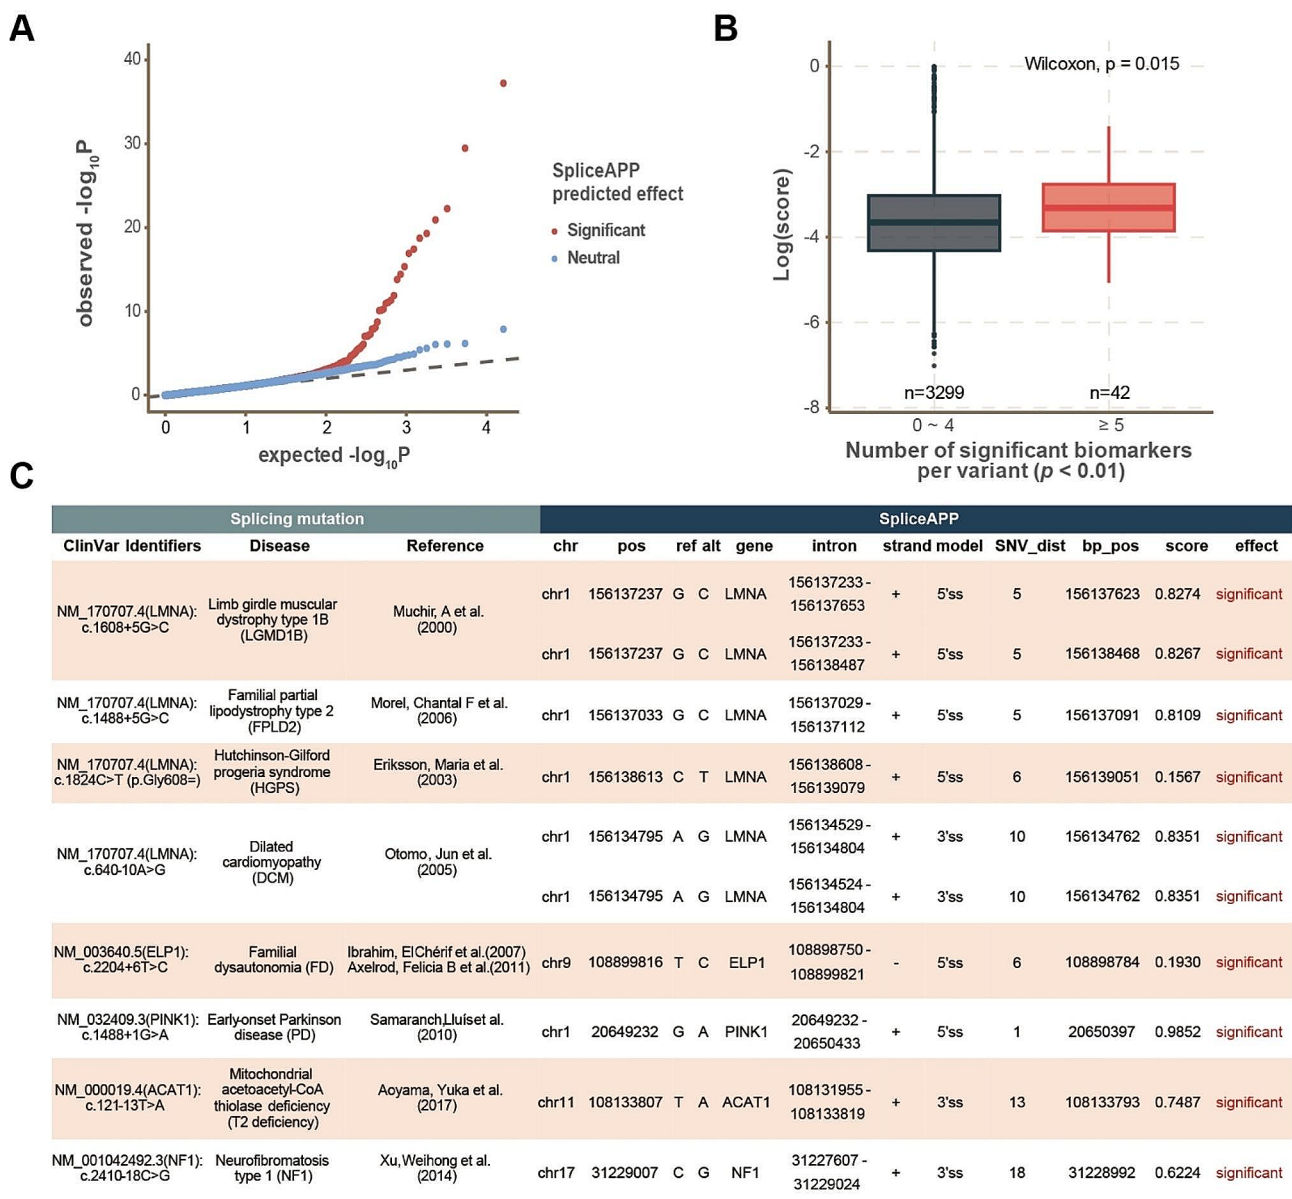 A
observed -log10P
40
30
20
10
0
0 1 2 3 4
expected -log10P
SpliceAPP
predicted effect
Significant
Neutral
B
Log(score)
0
-2
-4
-6
-8
Wilcoxon, p = 0.015
n=3299 n=42
0 ~ 4 ≥ 5
Number of significant biomarkers
per variant (p < 0.01)
C
Splicing mutation SpliceAPP
ClinVar Identifiers Disease Reference chr pos ref alt gene intron strand model SNV_dist bp_pos score effect
NM_170707.4(LMNA):
c.1608+5G>C
Limb girdle muscular
dystrophy type 1B
(LGMD1B)
Muchir, A et al.
(2000)
chr1 156137237 G C LMNA 156137233 - + 5'ss 5 156137623 0.8274 significant
156137653
chr1 156137237 G C LMNA 156137233 - + 5'ss 5 156138468 0.8267 significant
156138487
NM_170707.4(LMNA):
c.1488+5G>C
Familial partial
lipodystrophy type 2
(FPLD2)
Morel, Chantal F et al.
(2006)
chr1 156137033 G C LMNA 156137029 - + 5'ss 5 156137091 0.8109 significant
156137112
NM_170707.4(LMNA):
c.1824C>T (p.Gly608=)
Hutchinson-Gilford
progeria syndrome
(HGPS)
Eriksson, Maria et al.
(2003)
chr1 156138613 C T LMNA 156138608 - + 5'ss 6 156139051 0.1567 significant
156139079
NM_170707.4(LMNA):
c.640-10A>G
Dilated
cardiomyopathy
(DCM)
Otomo, Jun et al.
(2005)
chr1 156134795 A G LMNA 156134529 - + 3'ss 10 156134762 0.8351 significant
156134804
chr1 156134795 A G LMNA 156134524 - + 3'ss 10 156134762 0.8351 significant
156134804
NM_003640.5(ELP1):
c.2204+6T>C
Familial
dysautonomia (FD)
Ibrahim, ElChérif et al.(2007)
Axelrod, Felicia B et al.(2011)
chr9 108899816 T C ELP1 108898750 - - 5'ss 6 108898784 0.1930 significant
108899821
NM_032409.3(PINK1):
c.1488+1G>A
Early-onset Parkinson
disease (PD)
Samaranch,Lluís et al.
(2010)
chr1 20649232 G A PINK1 20649232 - + 5'ss 1 20650397 0.9852 significant
20650433
NM_000019.4(ACAT1):
c.121-13T>A
Mitochondrial
acetoacetyl-CoA
thiolase deficiency
(T2 deficiency)
Aoyama, Yuka et al.
(2017)
chr11 108133807 T A ACAT1 108131955 - + 3'ss 13 108133793 0.7487 significant
108133819
NM_001042492.3(NF1):
c.2410-18C>G
Neurofibromatosis
type 1 (NF1)
Xu,Weihong et al.
(2014)
chr17 31229007 C G NF1 31227607 - + 3'ss 18 31228992 0.6224 significant
31229024